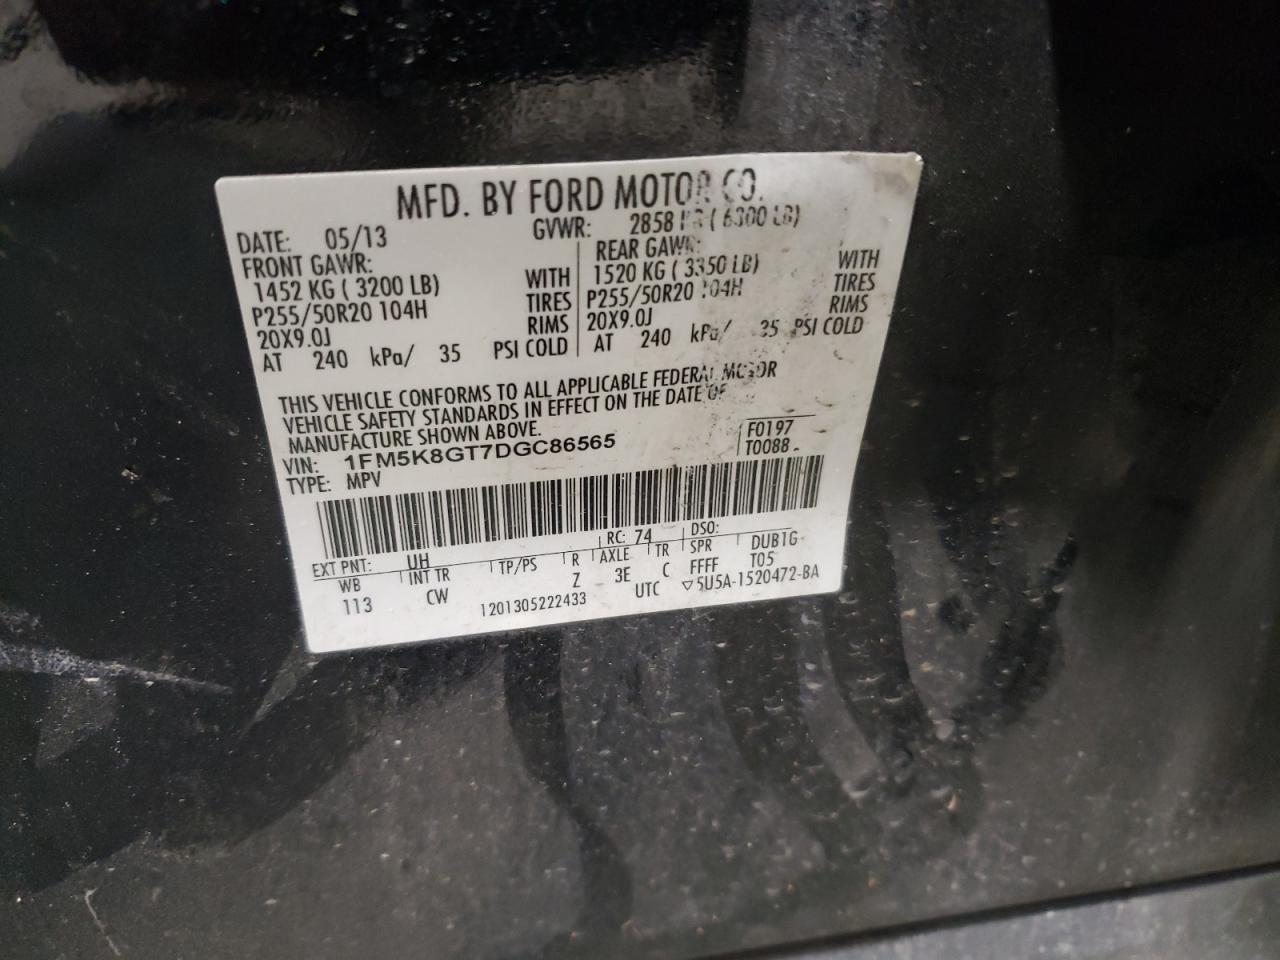 MFD. BY FORD MOTOR CO.
DATE: 05/13 GVWR: 2858 KG ( 6300 LB)
FRONT GAWR: REAR GAWR:
1452 KG ( 3200 LB) WITH 1520 KG ( 3350 LB) WITH
P255/50R20 104H TIRES P255/50R20 104H TIRES
20X9.0J RIMS 20X9.0J RIMS
AT 240 kPa/ 35 PSI COLD AT 240 kPa/ 35 PSI COLD
THIS VEHICLE CONFORMS TO ALL APPLICABLE FEDERAL MOTOR
VEHICLE SAFETY STANDARDS IN EFFECT ON THE DATE OF
MANUFACTURE SHOWN ABOVE.
VIN: 1FM5K8GT7DGC86565 F0197
TYPE: MPV T0088
EXT PNT: UH RC: 74 DSO:
WB INT TR TP/PS R AXLE TR SPR DUB1G
113 CW Z 3E C FFFF T05
1201305222433 UTC ▽5U5A-1520472-BA